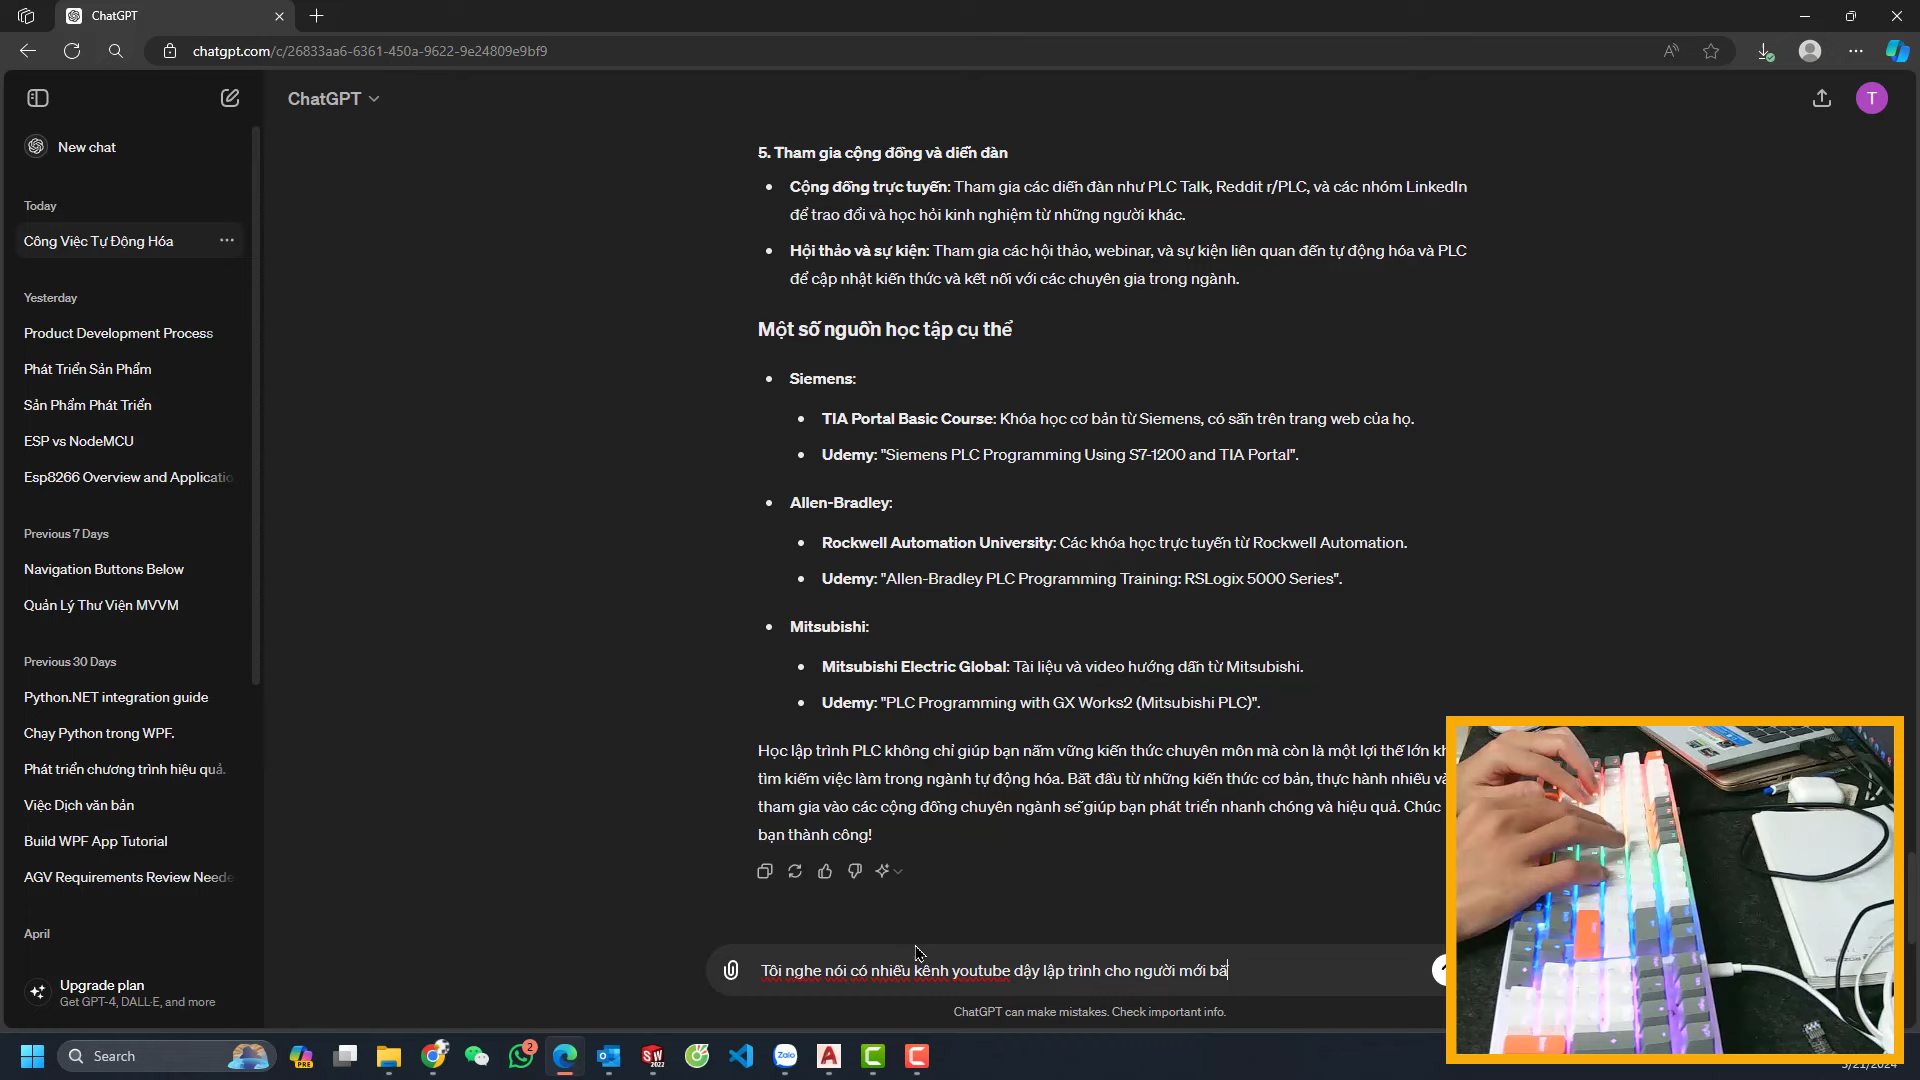 ChatGPT
chatgpt.com/c/26833aa6-6361-450a-9622-9e24809e9bf9
ChatGPT
T
New chat
Today
Công Việc Tự Động Hóa
Yesterday
Product Development Process
Phát Triển Sản Phẩm
Sản Phẩm Phát Triển
ESP vs NodeMCU
Esp8266 Overview and Applicatio
Previous 7 Days
Navigation Buttons Below
Quản Lý Thư Viện MVVM
Previous 30 Days
Python.NET integration guide
Chạy Python trong WPF.
Phát triển chương trình hiệu quả.
Việc Dịch văn bản
Build WPF App Tutorial
AGV Requirements Review Neede
April
Upgrade plan
Get GPT-4, DALL·E, and more
5. Tham gia cộng đồng và diễn đàn
Cộng đồng trực tuyến: Tham gia các diễn đàn như PLC Talk, Reddit r/PLC, và các nhóm LinkedIn
để trao đổi và học hỏi kinh nghiệm từ những người khác.
Hội thảo và sự kiện: Tham gia các hội thảo, webinar, và sự kiện liên quan đến tự động hóa và PLC
để cập nhật kiến thức và kết nối với các chuyên gia trong ngành.
Một số nguồn học tập cụ thể
Siemens:
TIA Portal Basic Course: Khóa học cơ bản từ Siemens, có sẵn trên trang web của họ.
Udemy: "Siemens PLC Programming Using S7-1200 and TIA Portal".
Allen-Bradley:
Rockwell Automation University: Các khóa học trực tuyến từ Rockwell Automation.
Udemy: "Allen-Bradley PLC Programming Training: RSLogix 5000 Series".
Mitsubishi:
Mitsubishi Electric Global: Tài liệu và video hướng dẫn từ Mitsubishi.
Udemy: "PLC Programming with GX Works2 (Mitsubishi PLC)".
Học lập trình PLC không chỉ giúp bạn nắm vững kiến thức chuyên môn mà còn là một lợi thế lớn kh
tìm kiếm việc làm trong ngành tự động hóa. Bắt đầu từ những kiến thức cơ bản, thực hành nhiều và
tham gia vào các cộng đồng chuyên ngành sẽ giúp bạn phát triển nhanh chóng và hiệu quả. Chúc
bạn thành công!
Tôi nghe nói có nhiều kênh youtube dậy lập trình cho người mới bắ
ChatGPT can make mistakes. Check important info.
Search
PRE
2
SW
2022
Zalo
A
C
C